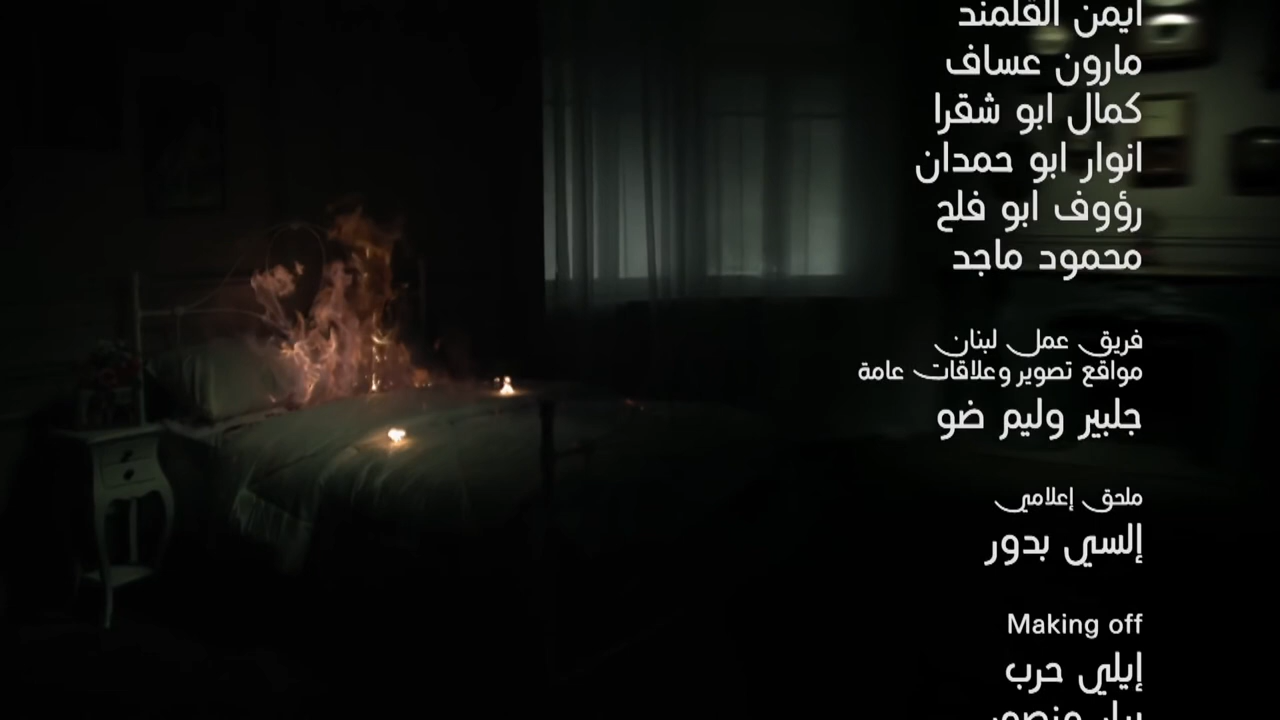 ايمن القلمند
مارون عساف
كمال ابو شقرا
انوار ابو حمدان
رؤوف ابو فلح
محمود ماجد
فريق عمل لبنان
مواقع تصوير وعلاقات عامة
جلبير وليم ضو
ملحق إعلامي
إلسي بدور
Making off
إيلي حرب